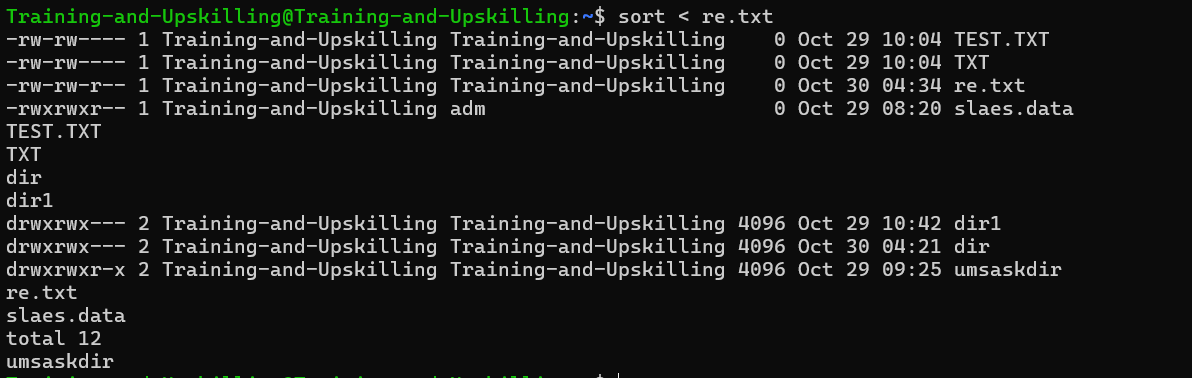 Training-and-Upskilling@Training-and-Upskilling:~$ sort < re.txt
-rw-rw---- 1 Training-and-Upskilling Training-and-Upskilling    0 Oct 29 10:04 TEST.TXT
-rw-rw---- 1 Training-and-Upskilling Training-and-Upskilling    0 Oct 29 10:04 TXT
-rw-rw-r-- 1 Training-and-Upskilling Training-and-Upskilling    0 Oct 30 04:34 re.txt
-rwxrwxr-- 1 Training-and-Upskilling adm                        0 Oct 29 08:20 slaes.data
TEST.TXT
TXT
dir
dir1
drwxrwx--- 2 Training-and-Upskilling Training-and-Upskilling 4096 Oct 29 10:42 dir1
drwxrwx--- 2 Training-and-Upskilling Training-and-Upskilling 4096 Oct 30 04:21 dir
drwxrwxr-x 2 Training-and-Upskilling Training-and-Upskilling 4096 Oct 29 09:25 umsaskdir
re.txt
slaes.data
total 12
umsaskdir